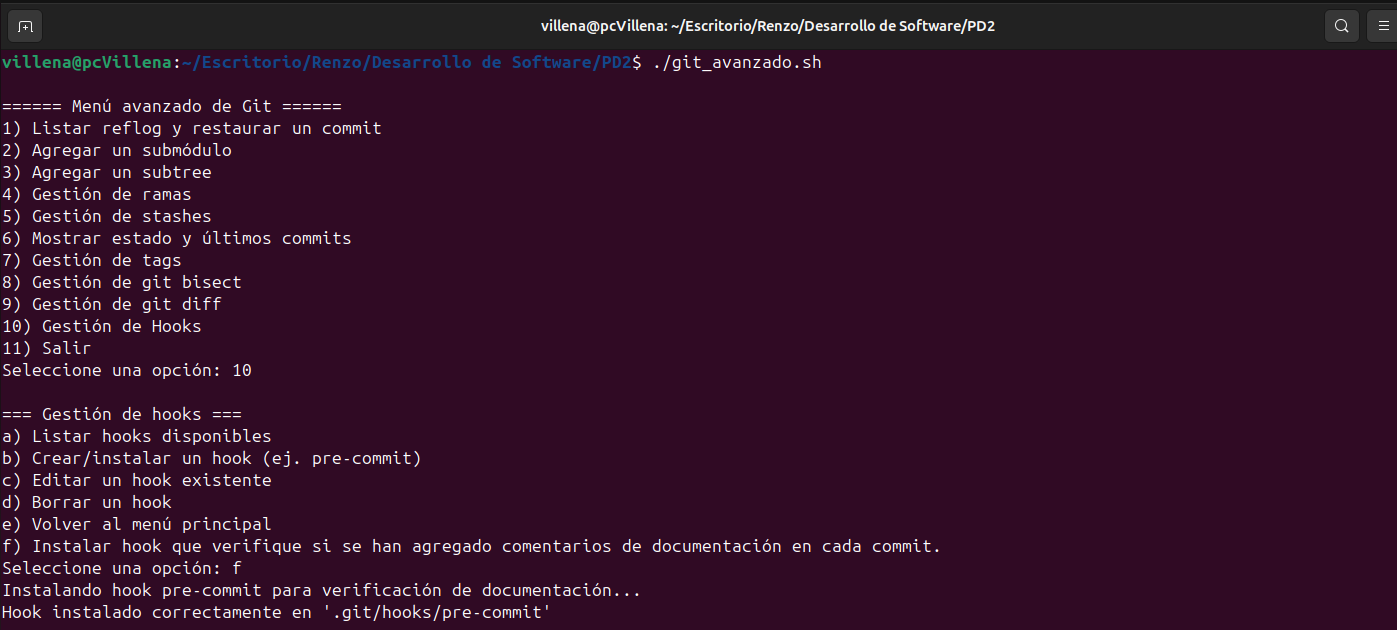 villena@pcVillena: ~/Escritorio/Renzo/Desarrollo de Software/PD2
villena@pcVillena:~/Escritorio/Renzo/Desarrollo de Software/PD2$ ./git_avanzado.sh
====== Menú avanzado de Git ======
1) Listar reflog y restaurar un commit
2) Agregar un submódulo
3) Agregar un subtree
4) Gestión de ramas
5) Gestión de stashes
6) Mostrar estado y últimos commits
7) Gestión de tags
8) Gestión de git bisect
9) Gestión de git diff
10) Gestión de Hooks
11) Salir
Seleccione una opción: 10
=== Gestión de hooks ===
a) Listar hooks disponibles
b) Crear/instalar un hook (ej. pre-commit)
c) Editar un hook existente
d) Borrar un hook
e) Volver al menú principal
f) Instalar hook que verifique si se han agregado comentarios de documentación en cada commit.
Seleccione una opción: f
Instalando hook pre-commit para verificación de documentación...
Hook instalado correctamente en '.git/hooks/pre-commit'